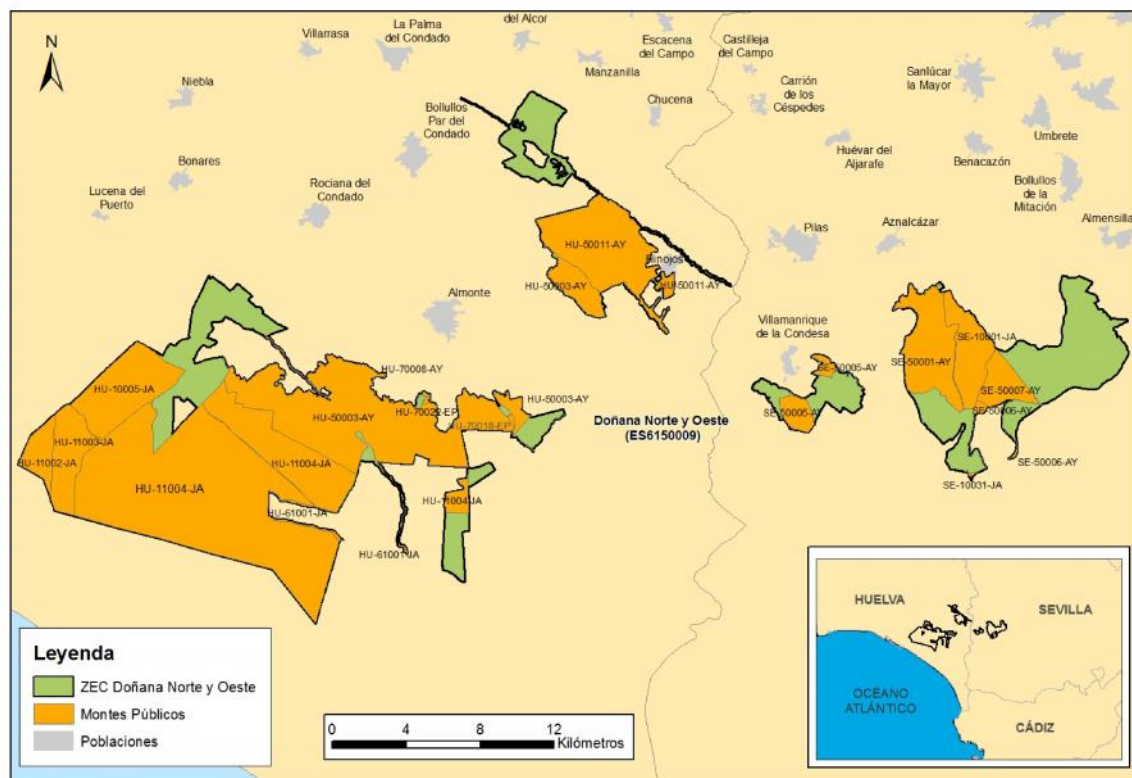 N
La Palma
del Condado
del Alcor
Escacena
del Campo
Castilleja
del Campo
Villarrasa
Manzanilla
Carrión
de los
Céspedes
Sanlúcar
la Mayor
Niebla
Chucena
Bollullos
Par del
Condado
Umbrete
Huévar del
Aljarafe
Benacazón
Bonares
Bollullos
de la
Mitación
Rociana del
Condado
Lucena del
Puerto
Almensilla
Pilas
Aznalcázar
HU-50011-AY
Hinojos
HU-50003-AY
HU-50011-AY
Almonte
Villamanrique
de la Condesa
SE-10001-JA
SE-50001-AY
SE-50005-AY
HU-70008-AY
HU-10005-JA
SE-50007-AY
HU-50003-AY
HU-50003-AY
HU-70022-EP
SE-50005-AY
SE-50006-AY
HU-70018-EP
Doñana Norte y Oeste
(ES6150009)
HU-11003-JA
HU-11002-JA
HU-11004-JA
SE-50006-AY
HU-11004-JA
HU-11004-JA
SE-10031-JA
HU-61001-JA
HU-61001-JA
Leyenda
ZEC Doñana Norte y Oeste
Montes Públicos
Poblaciones
0 4 8 12
Kilómetros
HUELVA
SEVILLA
OCÉANO
ATLÁNTICO
CÁDIZ